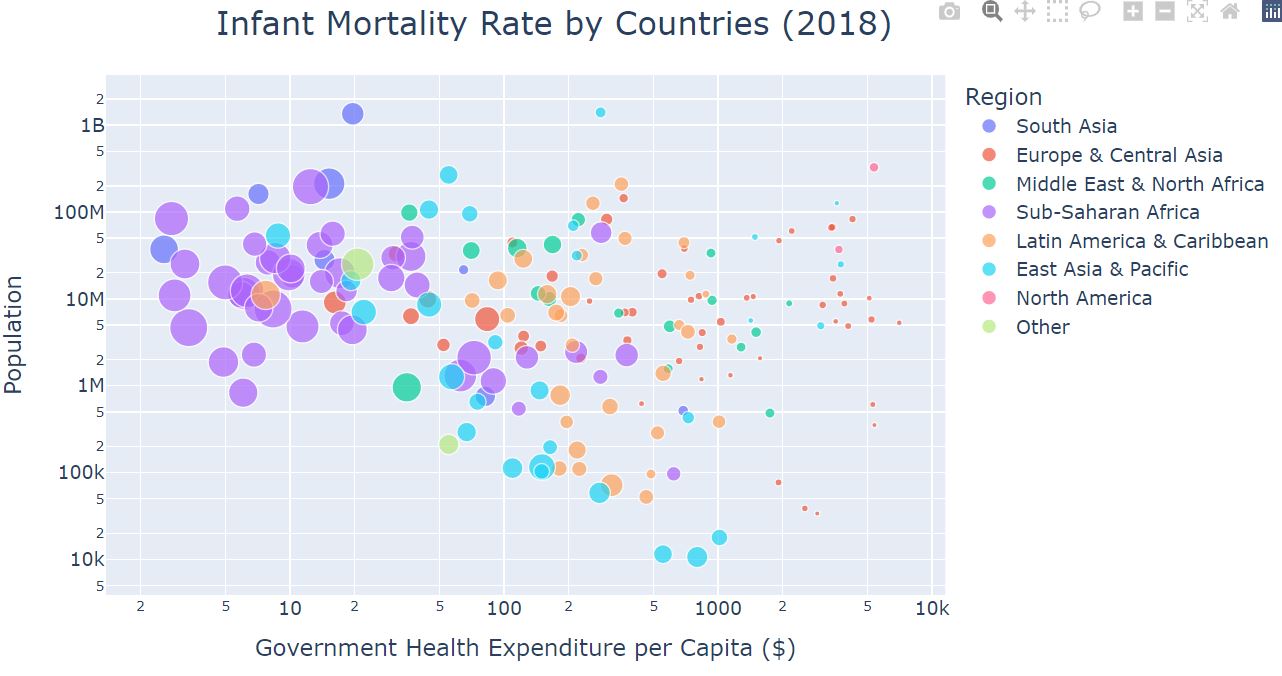 Infant Mortality Rate by Countries (2018)
Region
South Asia
Europe & Central Asia
Middle East & North Africa
Sub-Saharan Africa
Latin America & Caribbean
East Asia & Pacific
North America
Other
Population
2
1B
5
2
100M
5
2
10M
5
2
1M
5
2
100k
5
2
10k
5
2
5
10
2
5
100
2
5
1000
2
5
10k
Government Health Expenditure per Capita ($)